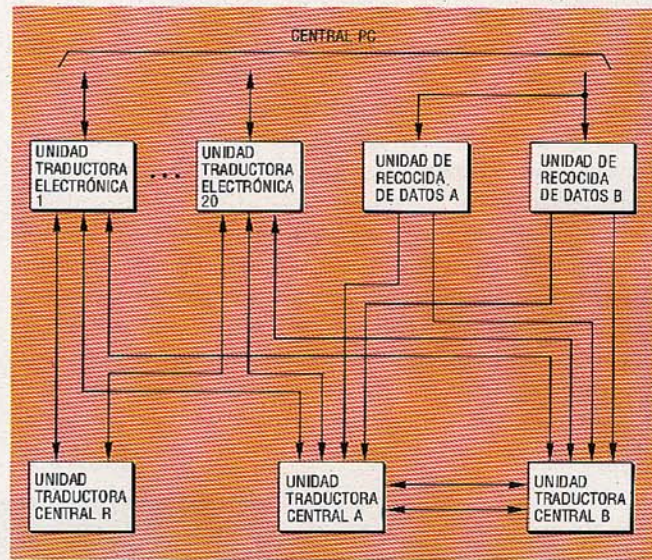 CENTRAL PC
UNIDAD
TRADUCTORA
ELECTRÓNICA
1
...
UNIDAD
TRADUCTORA
ELECTRÓNICA
20
UNIDAD DE
RECOCIDA
DE DATOS A
UNIDAD DE
RECOCIDA
DE DATOS B
UNIDAD
TRADUCTORA
CENTRAL R
UNIDAD
TRADUCTORA
CENTRAL A
UNIDAD
TRADUCTORA
CENTRAL B